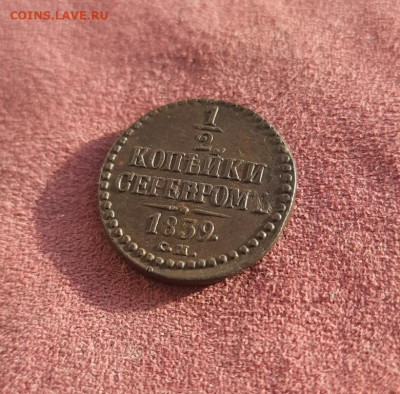 COINS.LAVE.RU
1
2
КОПѢЙКИ
СЕРЕБРОМЪ.
1839.
С.М.